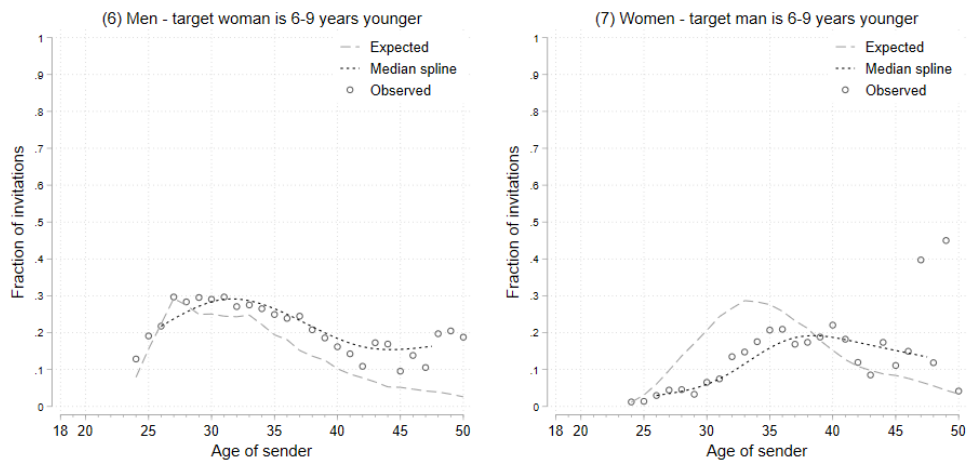 (6) Men - target woman is 6-9 years younger
1
.9
.8
.7
.6
.5
.4
.3
.2
.1
0
Fraction of invitations
Expected
Median spline
Observed
18 20 25 30 35 40 45 50
Age of sender
(7) Women - target man is 6-9 years younger
1
.9
.8
.7
.6
.5
.4
.3
.2
.1
0
Fraction of invitations
Expected
Median spline
Observed
18 20 25 30 35 40 45 50
Age of sender